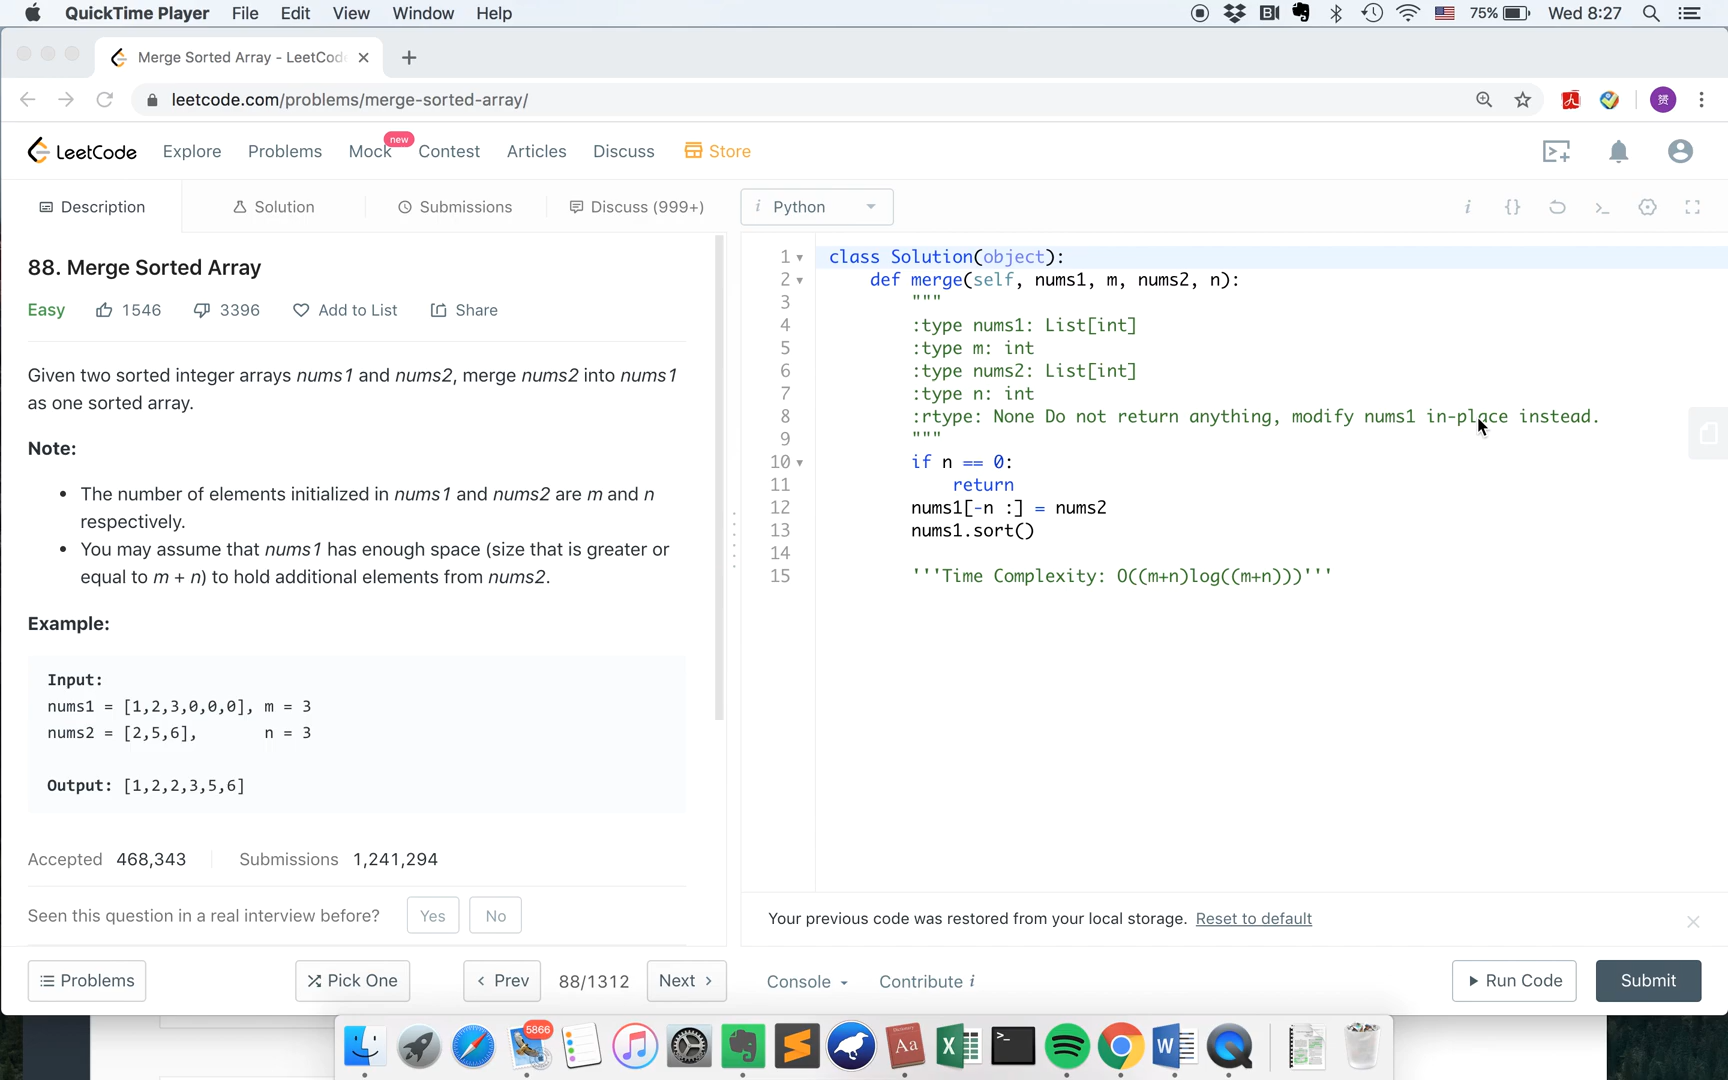 QuickTime Player File Edit View Window Help 75% Wed 8:27
Merge Sorted Array - LeetCod
leetcode.com/problems/merge-sorted-array/ 赟
LeetCode Explore Problems Mock new Contest Articles Discuss Store
Description Solution Submissions Discuss (999+) i Python i {}
88. Merge Sorted Array
Easy 1546 3396 Add to List Share
Given two sorted integer arrays nums1 and nums2, merge nums2 into nums1
as one sorted array.
Note:
• The number of elements initialized in nums1 and nums2 are m and n
respectively.
• You may assume that nums1 has enough space (size that is greater or
equal to m + n) to hold additional elements from nums2.
Example:
Input:
nums1 = [1,2,3,0,0,0], m = 3
nums2 = [2,5,6], n = 3
Output: [1,2,2,3,5,6]
Accepted 468,343 Submissions 1,241,294
Seen this question in a real interview before? Yes No
Problems Pick One < Prev 88/1312 Next >
1 class Solution(object):
2 def merge(self, nums1, m, nums2, n):
3 """
4 :type nums1: List[int]
5 :type m: int
6 :type nums2: List[int]
7 :type n: int
8 :rtype: None Do not return anything, modify nums1 in-place instead.
9 """
10 if n == 0:
11 return
12 nums1[-n :] = nums2
13 nums1.sort()
14
15 '''Time Complexity: O((m+n)log((m+n)))'''
Your previous code was restored from your local storage. Reset to default
Console Contribute i Run Code Submit
5866
Aa
W